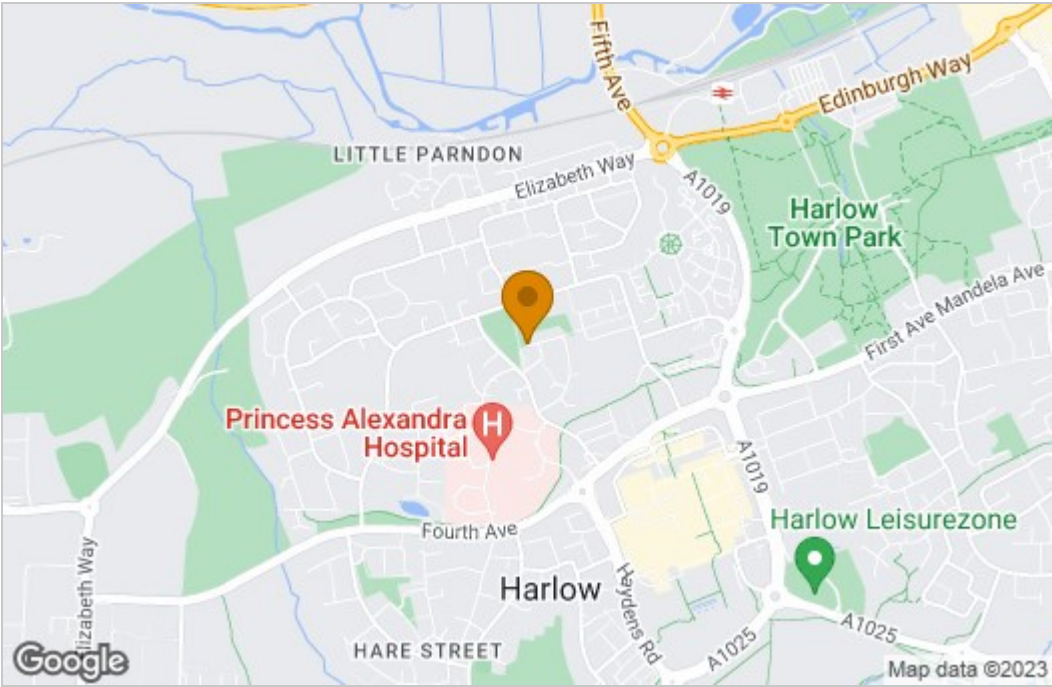 Fifth Ave
Edinburgh Way
LITTLE PARNDON
Elizabeth Way
A1019
Harlow
Town Park
First Ave Mandela Ave
Princess Alexandra
Hospital
H
A1019
Harlow Leisurezone
Fourth Ave
Elizabeth Way
Harlow
Haydens Rd
HARE STREET
A1025
A1025
Google
Map data ©2023